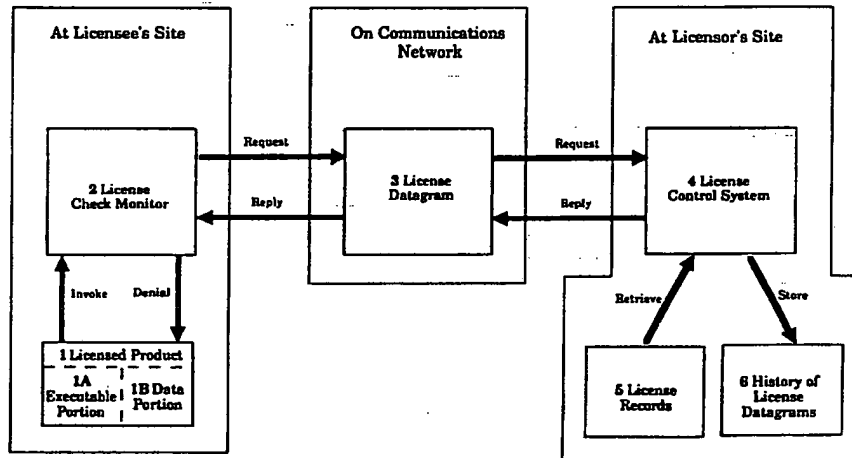 At Licensee's Site
On Communications
Network
At Licensor's Site
Request
Request
2 License
Check Monitor
3 License
Datagram
4 License
Control System
Reply
Reply
Invoke
Denial
Retrieve
Store
1 Licensed Product
1A
Executable
Portion
1B Data
Portion
5 License
Records
6 History of
License
Datagrams